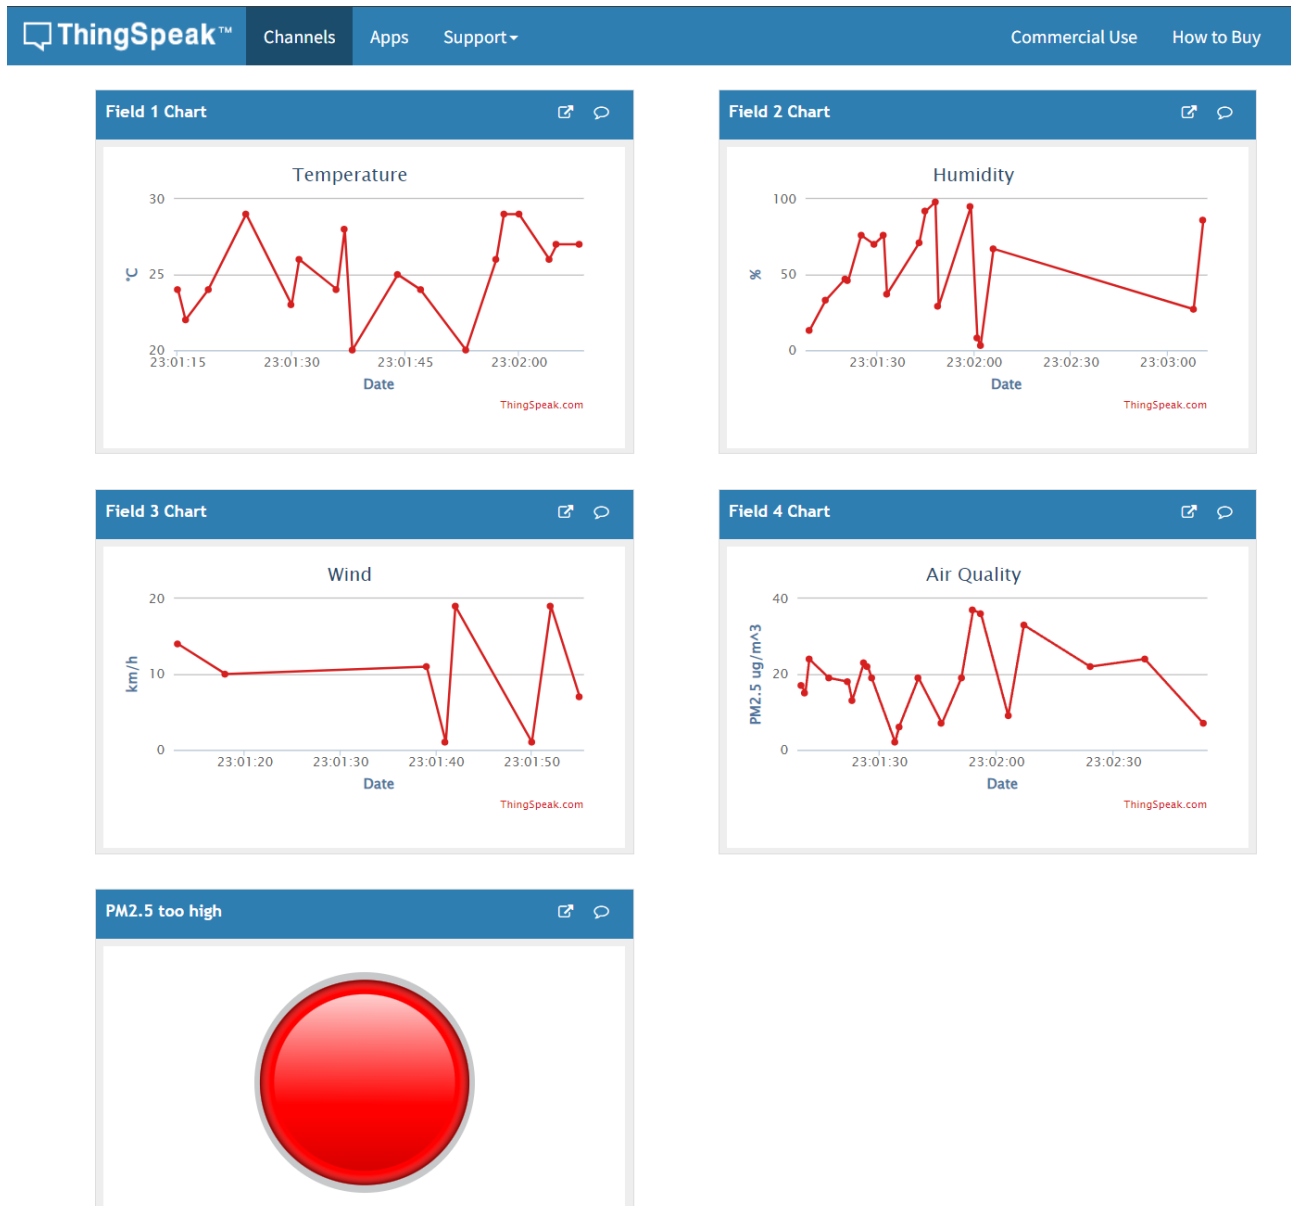 ThingSpeak™ Channels Apps Support Commercial Use How to Buy
Field 1 Chart
Temperature
30
25
20
°C
23:01:15 23:01:30 23:01:45 23:02:00
Date
ThingSpeak.com
Field 2 Chart
Humidity
100
50
0
%
23:01:30 23:02:00 23:02:30 23:03:00
Date
ThingSpeak.com
Field 3 Chart
Wind
20
10
0
km/h
23:01:20 23:01:30 23:01:40 23:01:50
Date
ThingSpeak.com
Field 4 Chart
Air Quality
40
20
0
PM2.5 ug/m^3
23:01:30 23:02:00 23:02:30
Date
ThingSpeak.com
PM2.5 too high